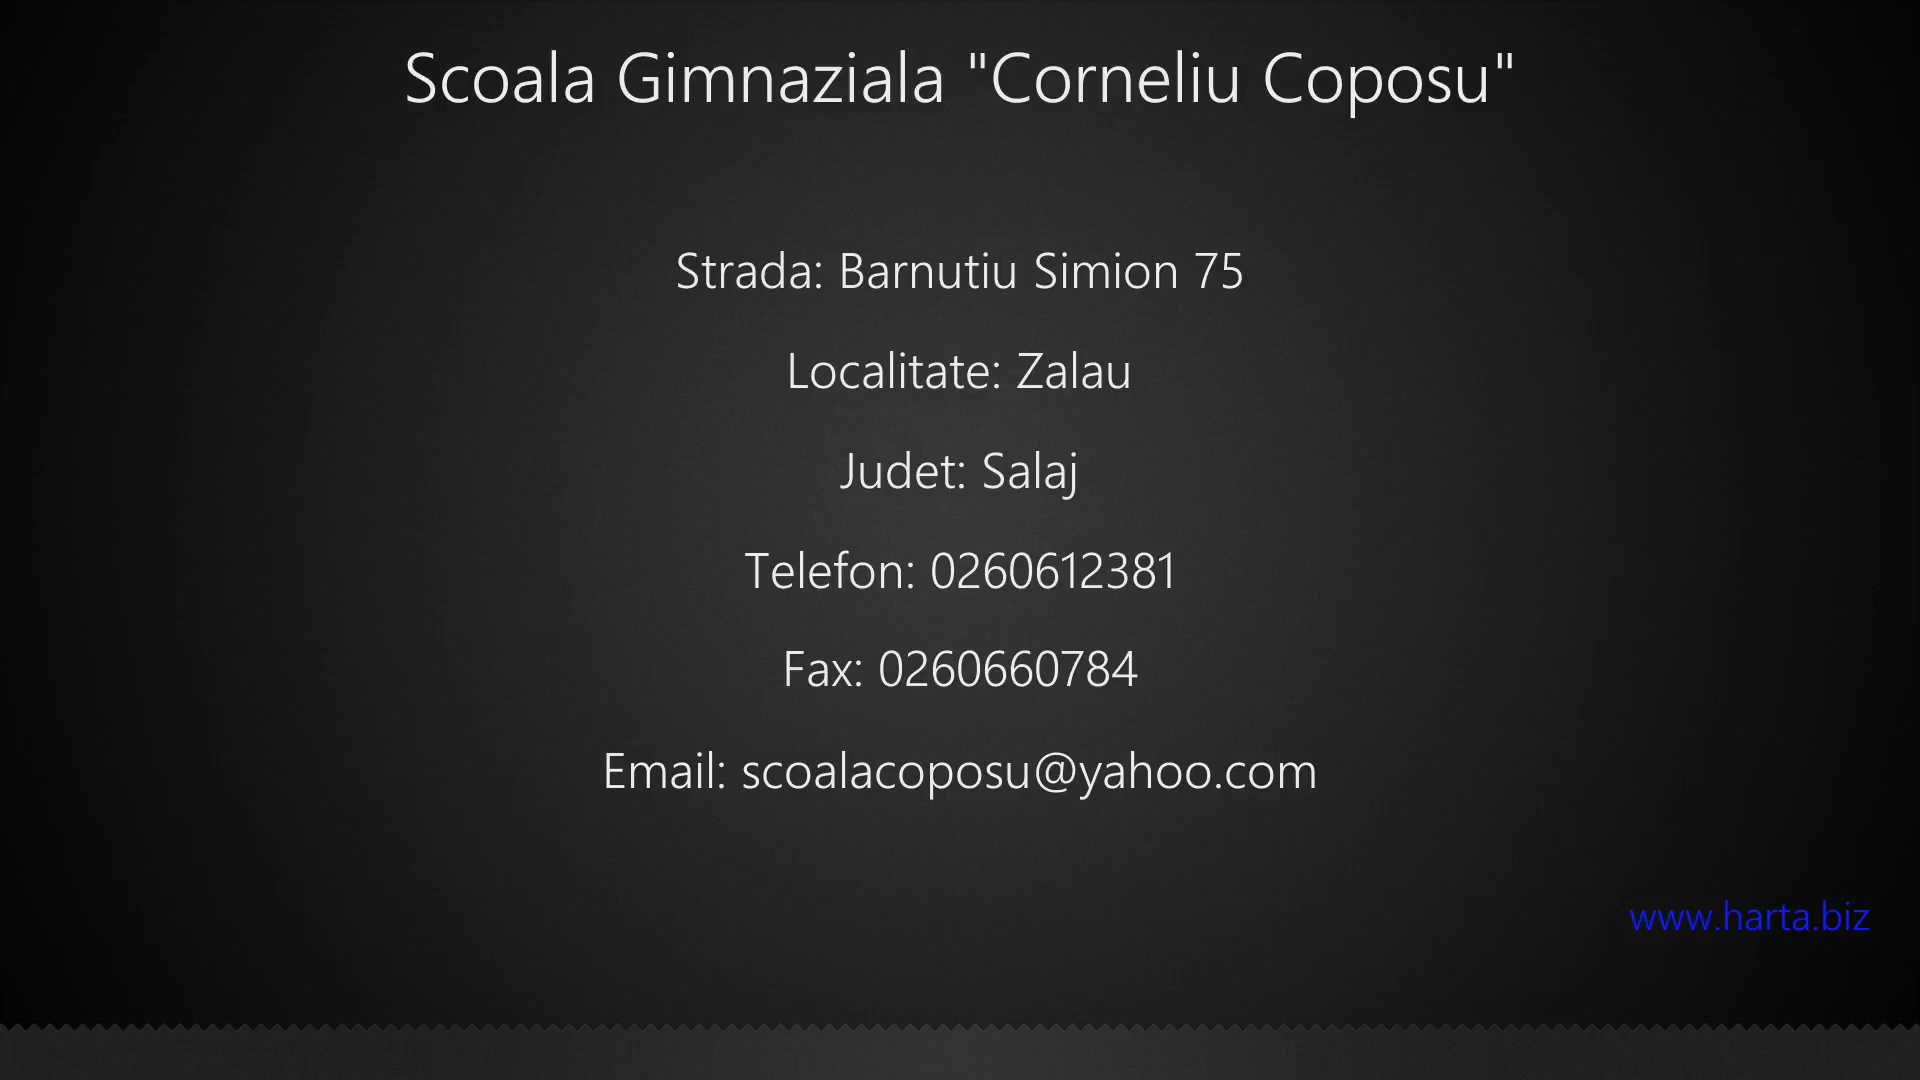 Scoala Gimnaziala "Corneliu Coposu"
Strada: Barnutiu Simion 75
Localitate: Zalau
Judet: Salaj
Telefon: 0260612381
Fax: 0260660784
Email: scoalacoposu@yahoo.com
www.harta.biz